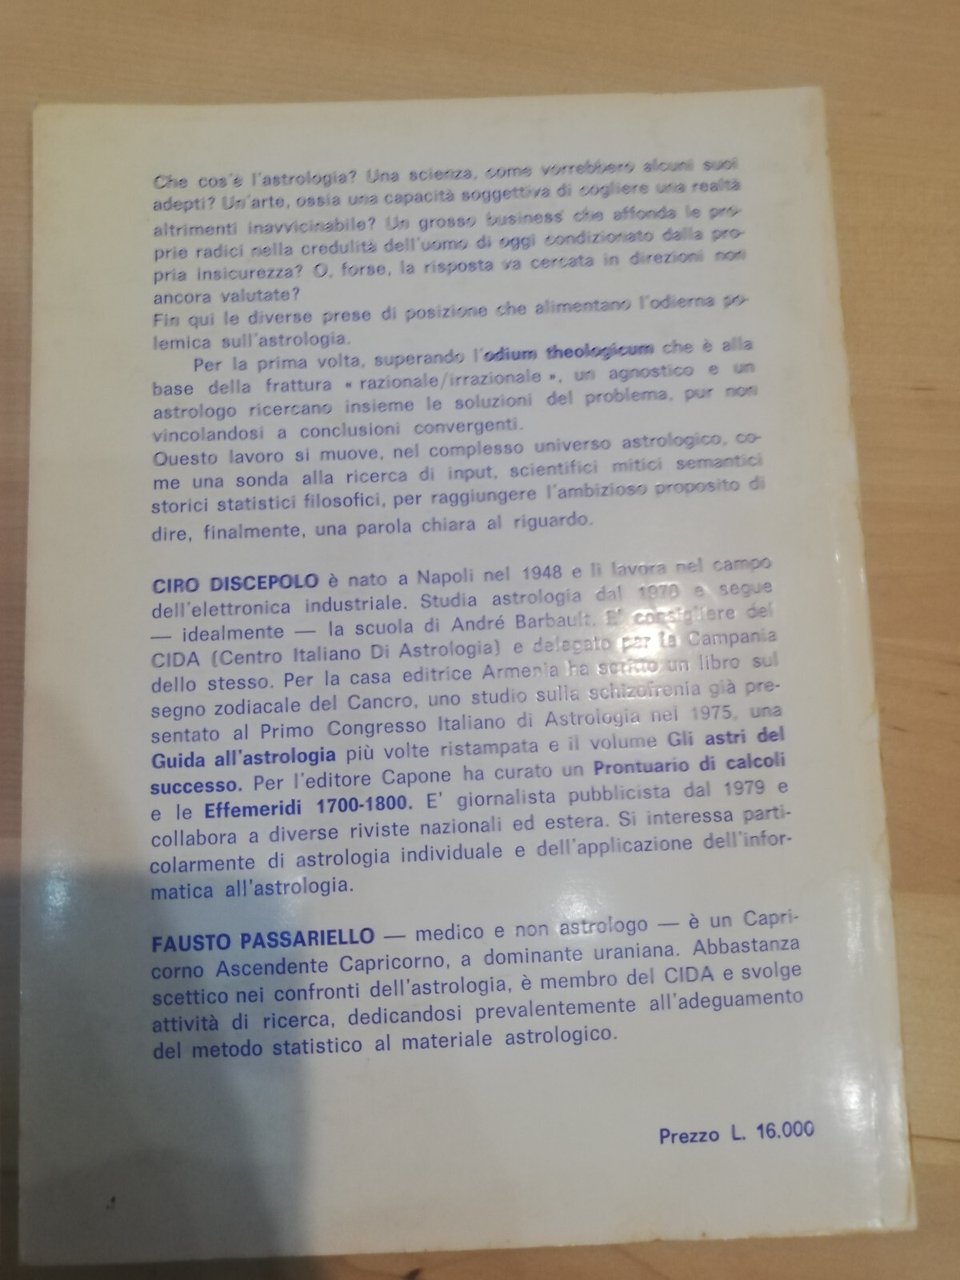 Che cos'è l'astrologia? Una scienza, come vorrebbero alcuni suoi
adepti? Un'arte, ossia una capacità soggettiva di cogliere una realtà
altrimenti inavvicinabile? Un grosso business che affonda le pro-
prie radici nella credulità dell'uomo di oggi condizionato dalla pro-
pria insicurezza? O, forse, la risposta va cercata in direzioni non
ancora valutate?
Fin qui le diverse prese di posizione che alimentano l'odierna po-
lemica sull'astrologia.
Per la prima volta, superando l'odium theologicum che è alla
base della frattura « razionale/irrazionale », un agnostico e un
astrologo ricercano insieme le soluzioni del problema, pur non
vincolandosi a conclusioni convergenti.
Questo lavoro si muove, nel complesso universo astrologico, co-
me una sonda alla ricerca di input, scientifici mitici semantici
storici statistici filosofici, per raggiungere l'ambizioso proposito di
dire, finalmente, una parola chiara al riguardo.
CIRO DISCEPOLO è nato a Napoli nel 1948 e lì lavora nel campo
dell'elettronica industriale. Studia astrologia dal 1970 e segue
— idealmente — la scuola di André Barbault. E' consigliere del
CIDA (Centro Italiano Di Astrologia) e delegato per la Campania
dello stesso. Per la casa editrice Armenia ha scritto un libro sul
segno zodiacale del Cancro, uno studio sulla schizofrenia già pre-
sentato al Primo Congresso Italiano di Astrologia nel 1975, una
Guida all'astrologia più volte ristampata e il volume Gli astri del
successo. Per l'editore Capone ha curato un Prontuario di calcoli
e le Effemeridi 1700-1800. E' giornalista pubblicista dal 1979 e
collabora a diverse riviste nazionali ed estera. Si interessa parti-
colarmente di astrologia individuale e dell'applicazione dell'infor-
matica all'astrologia.
FAUSTO PASSARIELLO — medico e non astrologo — è un Capri-
corno Ascendente Capricorno, a dominante uraniana. Abbastanza
scettico nei confronti dell'astrologia, è membro del CIDA e svolge
attività di ricerca, dedicandosi prevalentemente all'adeguamento
del metodo statistico al materiale astrologico.
Prezzo L. 16.000